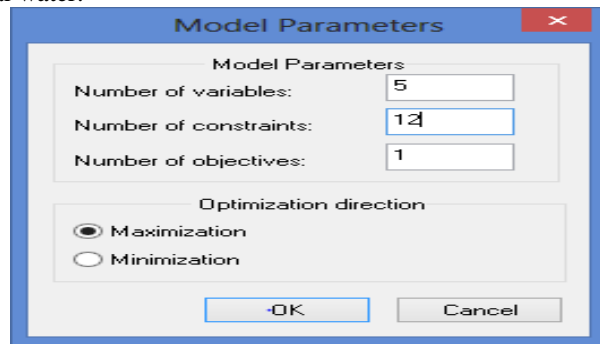 Model Parameters
Model Parameters
Number of variables: 5
Number of constraints: 12
Number of objectives: 1
Optimization direction
Maximization
Minimization
OK Cancel